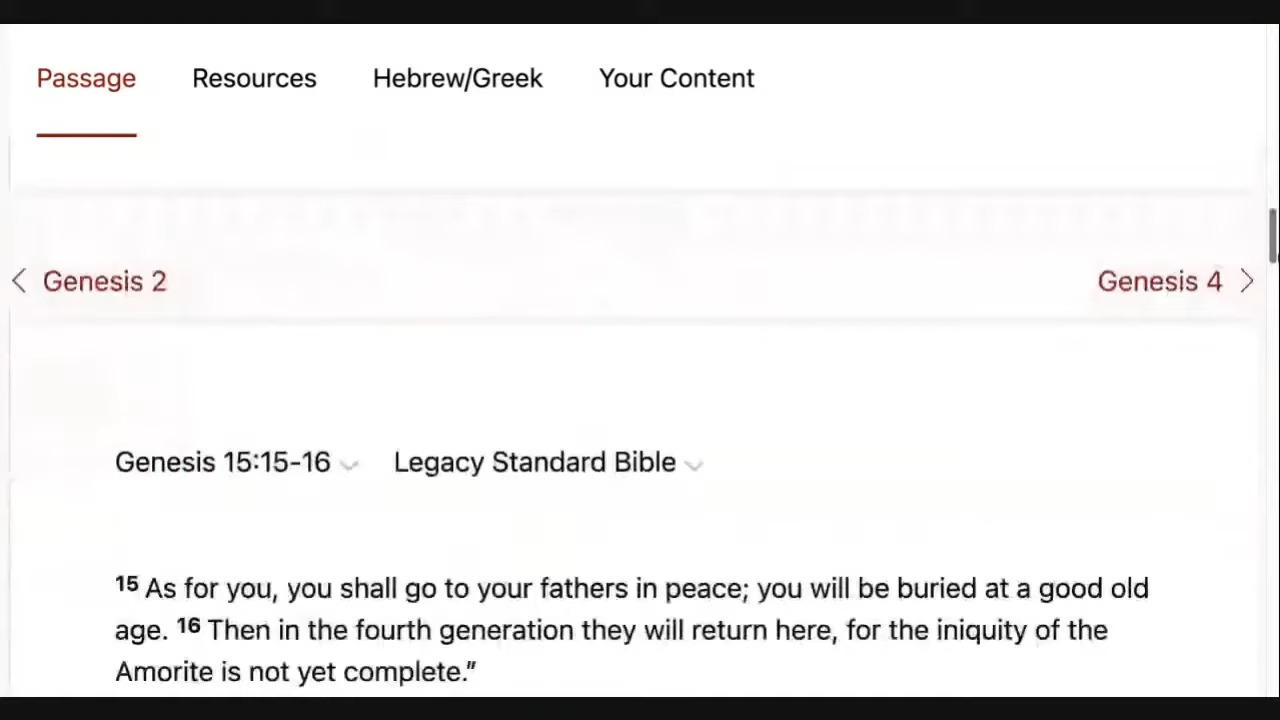 Passage Resources Hebrew/Greek Your Content
Genesis 2 Genesis 4
Genesis 15:15-16 Legacy Standard Bible
15 As for you, you shall go to your fathers in peace; you will be buried at a good old
age. 16 Then in the fourth generation they will return here, for the iniquity of the
Amorite is not yet complete.”